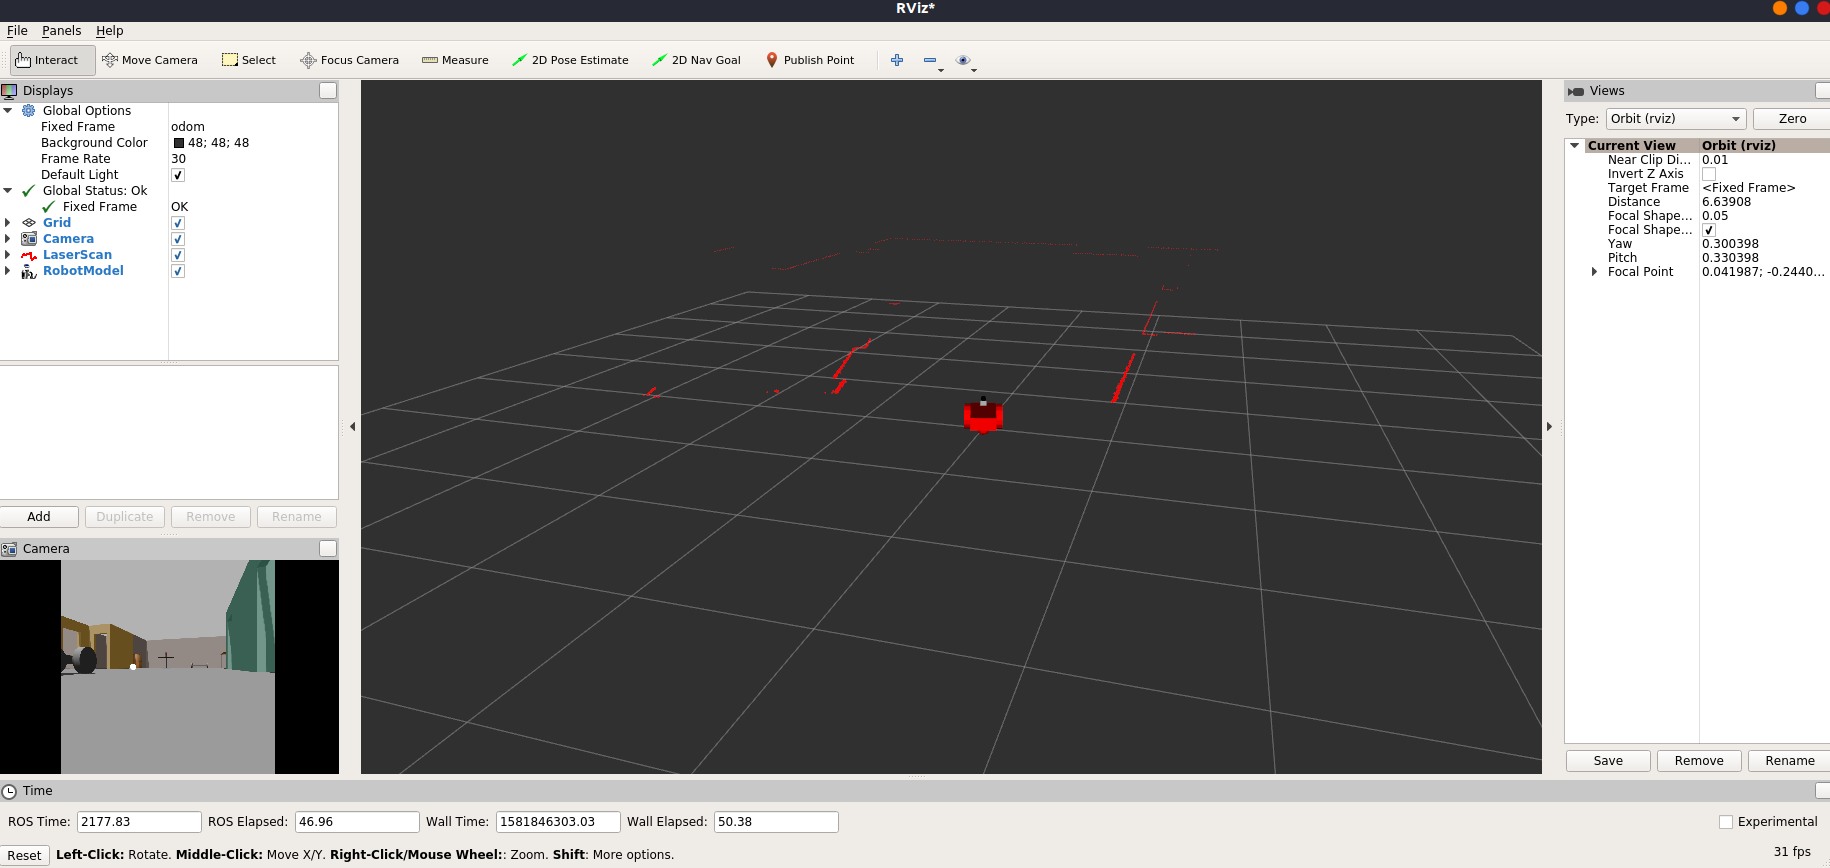 RViz*
File Panels Help
Interact Move Camera Select Focus Camera Measure 2D Pose Estimate 2D Nav Goal Publish Point
Displays
Global Options
Fixed Frame odom
Background Color 48; 48; 48
Frame Rate 30
Default Light
Global Status: Ok
Fixed Frame OK
Grid
Camera
LaserScan
RobotModel
Add Duplicate Remove Rename
Camera
Views
Type: Orbit (rviz) Zero
Current View Orbit (rviz)
Near Clip Di... 0.01
Invert Z Axis
Target Frame <Fixed Frame>
Distance 6.63908
Focal Shape... 0.05
Focal Shape...
Yaw 0.300398
Pitch 0.330398
Focal Point 0.041987; -0.2440...
Save Remove Rename
Time
ROS Time: 2177.83 ROS Elapsed: 46.96 Wall Time: 1581846303.03 Wall Elapsed: 50.38 Experimental
Reset Left-Click: Rotate. Middle-Click: Move X/Y. Right-Click/Mouse Wheel:: Zoom. Shift: More options. 31 fps